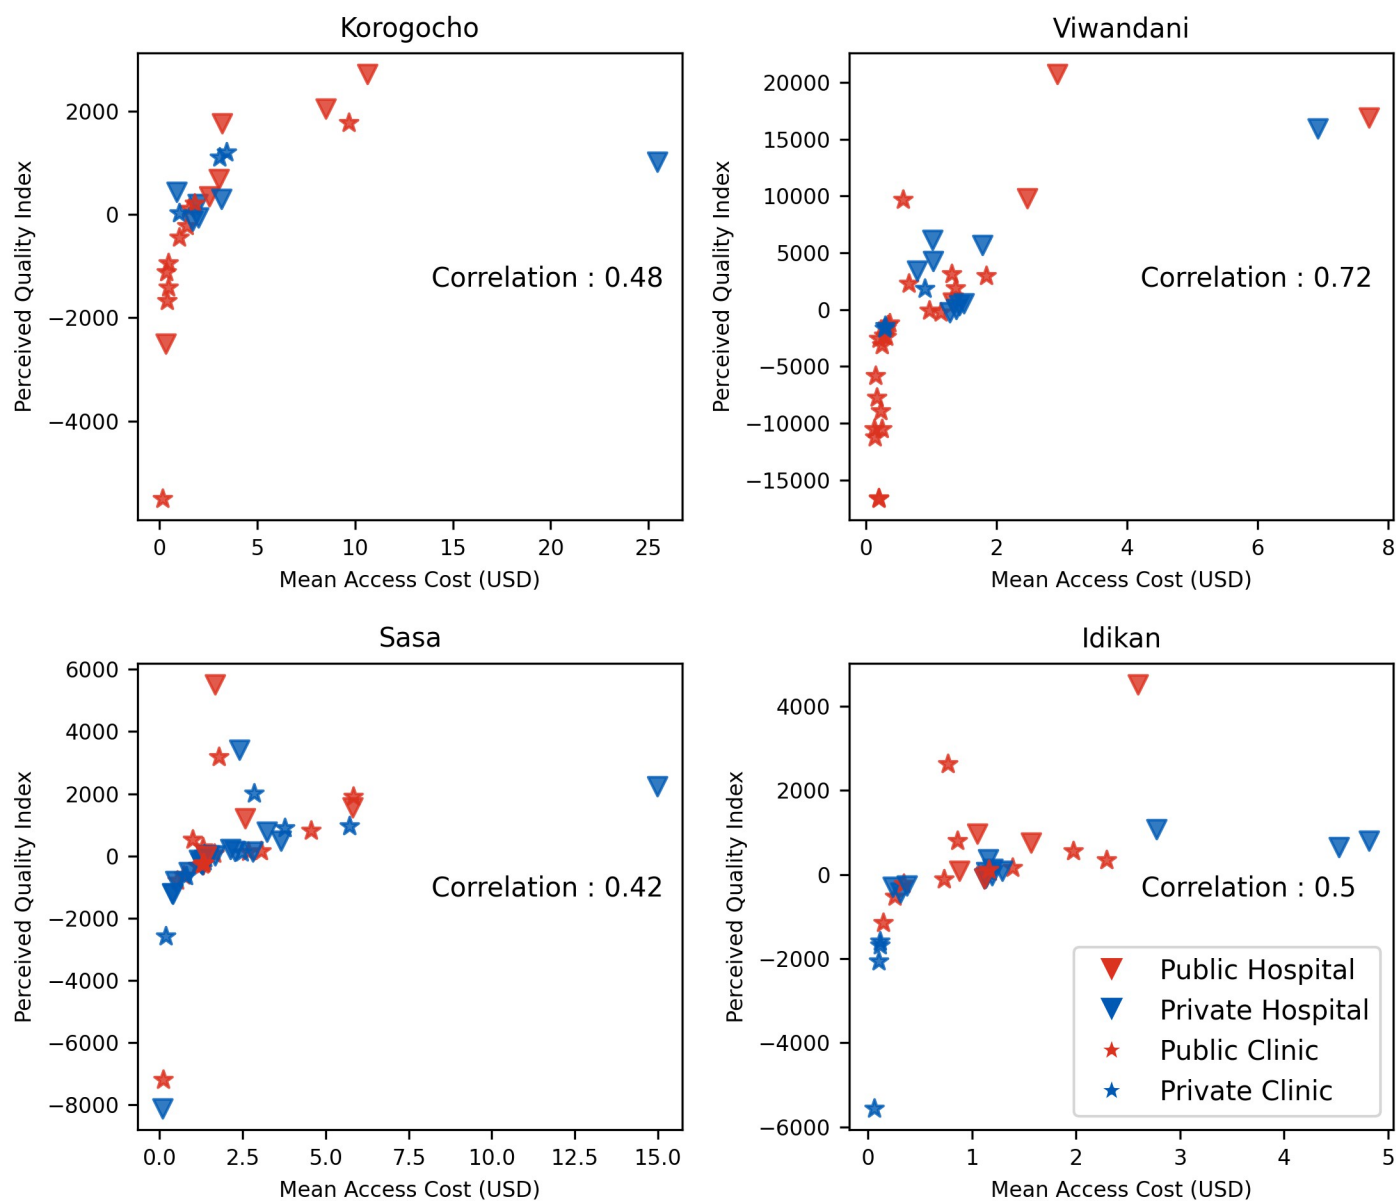 Korogocho
Perceived Quality Index
2000
0
−2000
−4000
Correlation : 0.48
0 5 10 15 20 25
Mean Access Cost (USD)
Viwandani
Perceived Quality Index
20000
15000
10000
5000
0
−5000
−10000
−15000
Correlation : 0.72
0 2 4 6 8
Mean Access Cost (USD)
Sasa
Perceived Quality Index
6000
4000
2000
0
−2000
−4000
−6000
−8000
Correlation : 0.42
0.0 2.5 5.0 7.5 10.0 12.5 15.0
Mean Access Cost (USD)
Idikan
Perceived Quality Index
4000
2000
0
−2000
−4000
−6000
Correlation : 0.5
Public Hospital
Private Hospital
Public Clinic
Private Clinic
0 1 2 3 4 5
Mean Access Cost (USD)